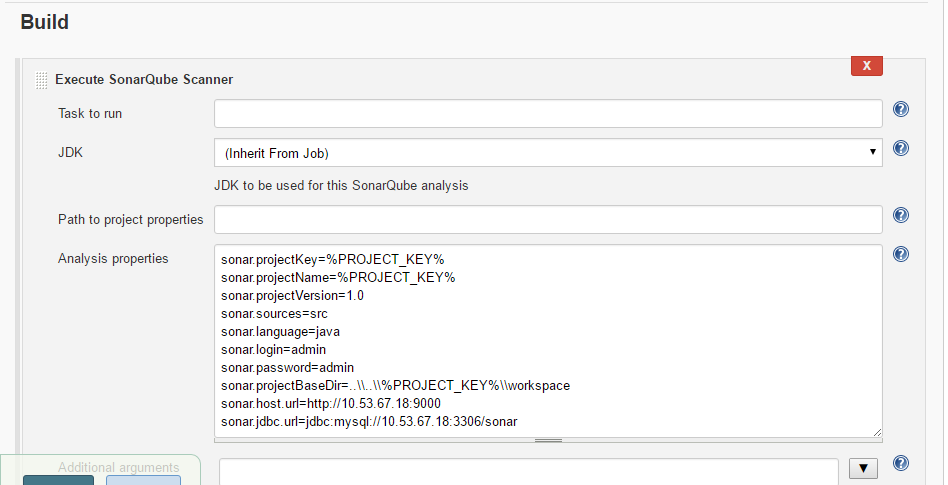 Build
Execute SonarQube Scanner
X
Task to run
?
JDK
(Inherit From Job)
?
JDK to be used for this SonarQube analysis
Path to project properties
?
Analysis properties
?
sonar.projectKey=%PROJECT_KEY%
sonar.projectName=%PROJECT_KEY%
sonar.projectVersion=1.0
sonar.sources=src
sonar.language=java
sonar.login=admin
sonar.password=admin
sonar.projectBaseDir=..\\..\\%PROJECT_KEY%\\workspace
sonar.host.url=http://10.53.67.18:9000
sonar.jdbc.url=jdbc:mysql://10.53.67.18:3306/sonar
Additional arguments
?